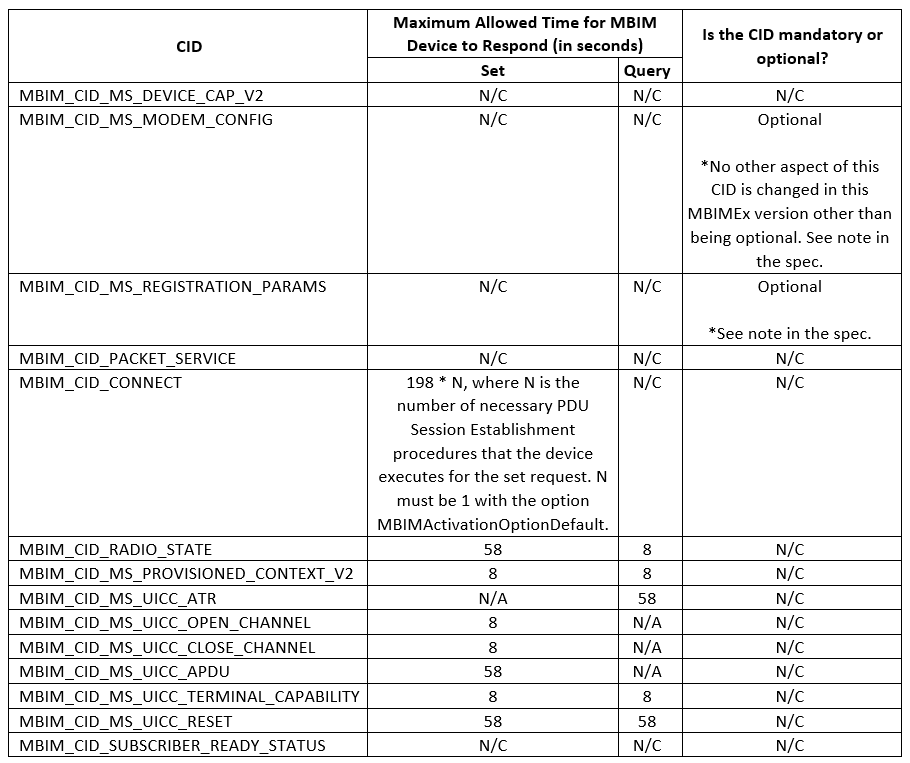 CID
Maximum Allowed Time for MBIM
Device to Respond (in seconds)
Is the CID mandatory or
optional?
Set
Query
MBIM_CID_MS_DEVICE_CAP_V2 N/C N/C N/C
MBIM_CID_MS_MODEM_CONFIG N/C N/C Optional
*No other aspect of this
CID is changed in this
MBIMEx version other than
being optional. See note in
the spec.
MBIM_CID_MS_REGISTRATION_PARAMS N/C N/C Optional
*See note in the spec.
MBIM_CID_PACKET_SERVICE N/C N/C N/C
MBIM_CID_CONNECT 198 * N, where N is the N/C N/C
number of necessary PDU
Session Establishment
procedures that the device
executes for the set request. N
must be 1 with the option
MBIMActivationOptionDefault.
MBIM_CID_RADIO_STATE 58 8 N/C
MBIM_CID_MS_PROVISIONED_CONTEXT_V2 8 8 N/C
MBIM_CID_MS_UICC_ATR N/A 58 N/C
MBIM_CID_MS_UICC_OPEN_CHANNEL 8 N/A N/C
MBIM_CID_MS_UICC_CLOSE_CHANNEL 8 N/A N/C
MBIM_CID_MS_UICC_APDU 58 N/A N/C
MBIM_CID_MS_UICC_TERMINAL_CAPABILITY 8 8 N/C
MBIM_CID_MS_UICC_RESET 58 58 N/C
MBIM_CID_SUBSCRIBER_READY_STATUS N/C N/C N/C